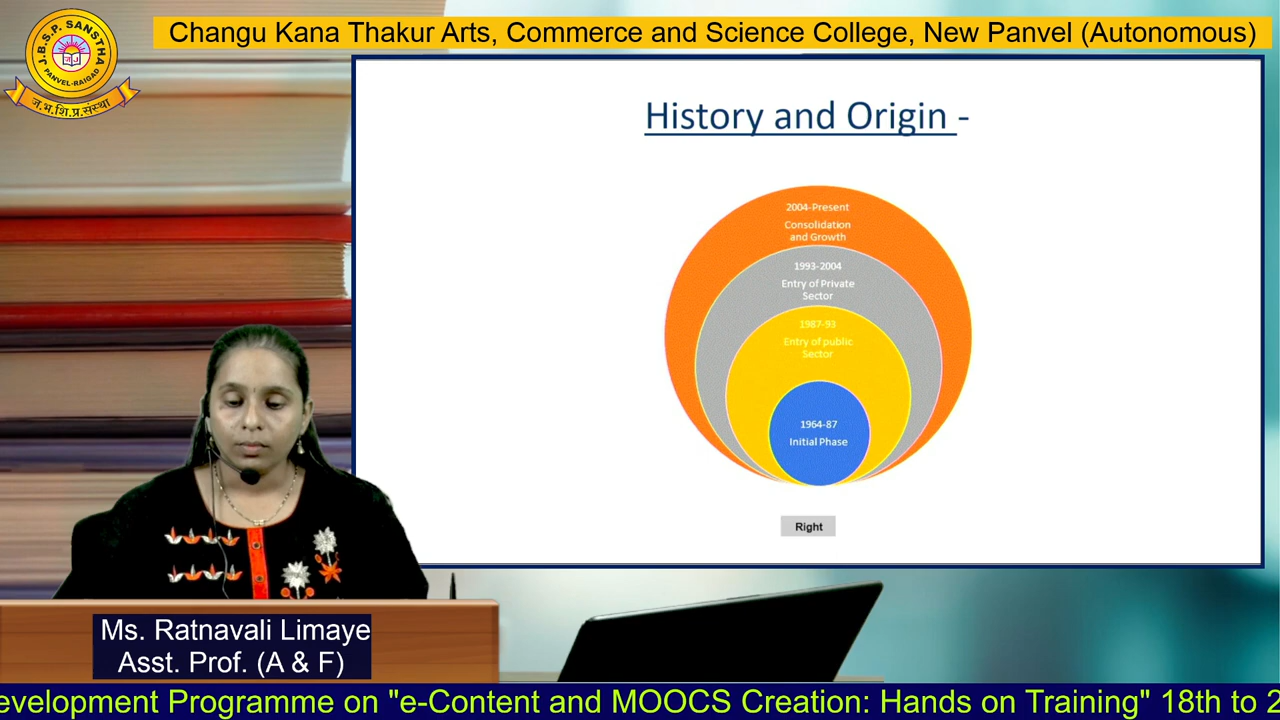 J.B.S.P. SANSTHA
PANVEL-RAIGAD
ज.भ.शि.प्र.संस्था
Changu Kana Thakur Arts, Commerce and Science College, New Panvel (Autonomous)
History and Origin -
2004-Present
Consolidation
and Growth
1993-2004
Entry of Private
Sector
1987-93
Entry of public
Sector
1964-87
Initial Phase
Right
Ms. Ratnavali Limaye
Asst. Prof. (A & F)
evelopment Programme on "e-Content and MOOCS Creation: Hands on Training" 18th to 2